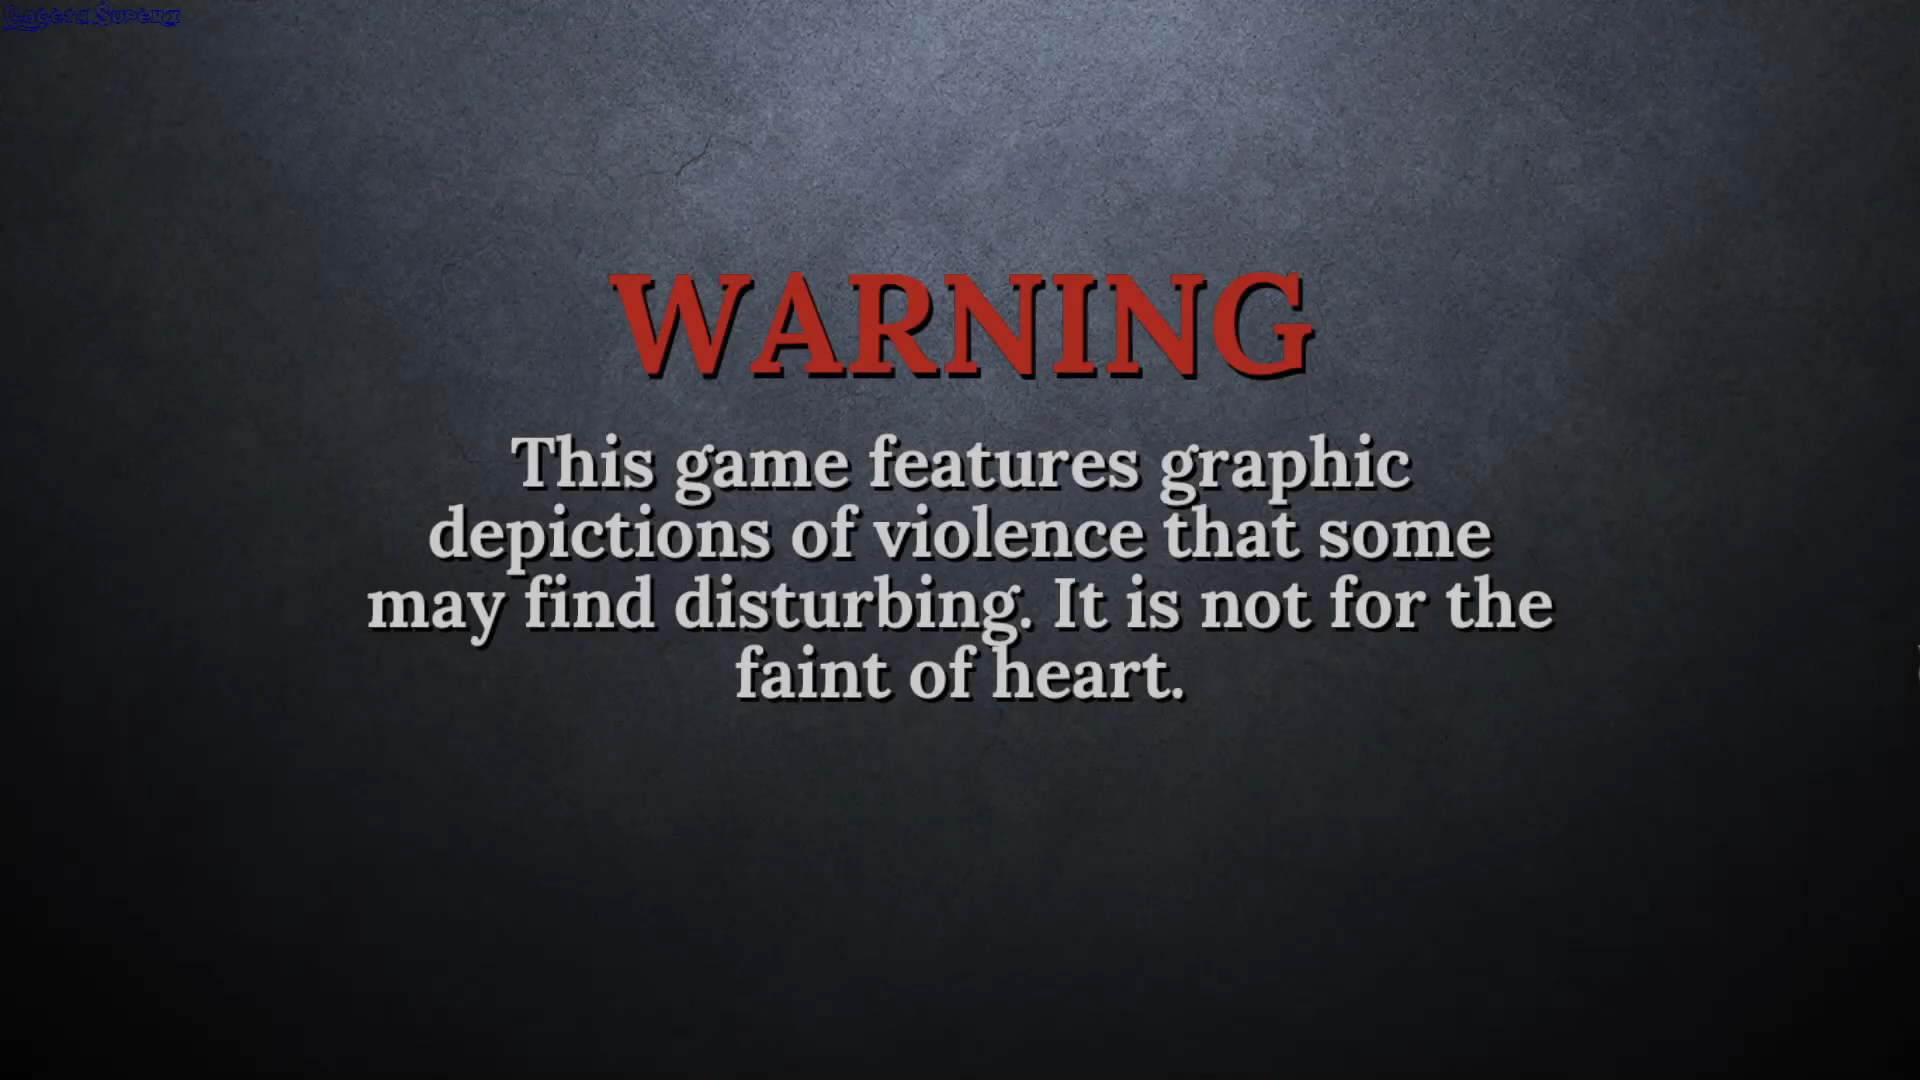 WARNING
This game features graphic
depictions of violence that some
may find disturbing. It is not for the
faint of heart.